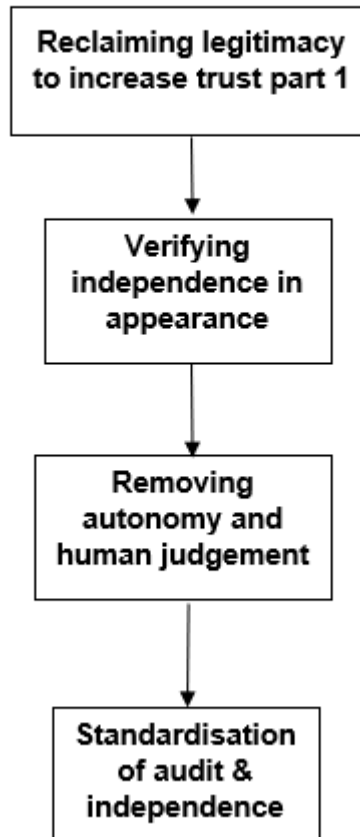 Reclaiming legitimacy
to increase trust part 1
Verifying
independence in
appearance
Removing
autonomy and
human judgement
Standardisation
of audit &
independence